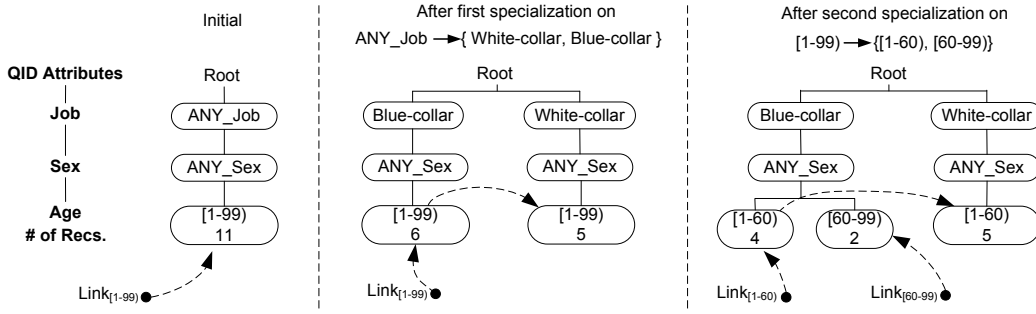 Initial
QID Attributes
Root
Job
ANY_Job
Sex
ANY_Sex
Age
# of Recs.
[1-99)
11
Link[1-99)
After first specialization on
ANY_Job → { White-collar, Blue-collar }
Root
Blue-collar
White-collar
ANY_Sex
ANY_Sex
[1-99)
6
[1-99)
5
Link[1-99)
After second specialization on
[1-99) → {[1-60), [60-99)}
Root
Blue-collar
White-collar
ANY_Sex
ANY_Sex
[1-60)
4
[60-99)
2
[1-60)
5
Link[1-60)
Link[60-99)